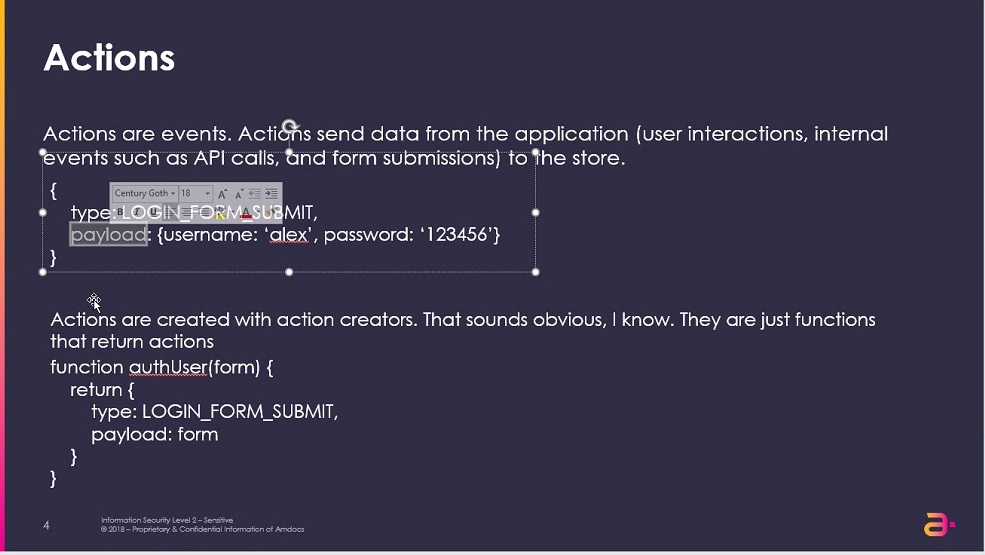 Actions
Actions are events. Actions send data from the application (user interactions, internal
events such as API calls, and form submissions) to the store.
{
Century Goth 18
type: LOGIN_FORM_SUBMIT,
payload: {username: ‘alex’, password: ‘123456’}
}
Actions are created with action creators. That sounds obvious, I know. They are just functions
that return actions
function authUser(form) {
return {
type: LOGIN_FORM_SUBMIT,
payload: form
}
}
4
Information Security Level 2 – Sensitive
© 2018 – Proprietary & Confidential Information of Amdocs